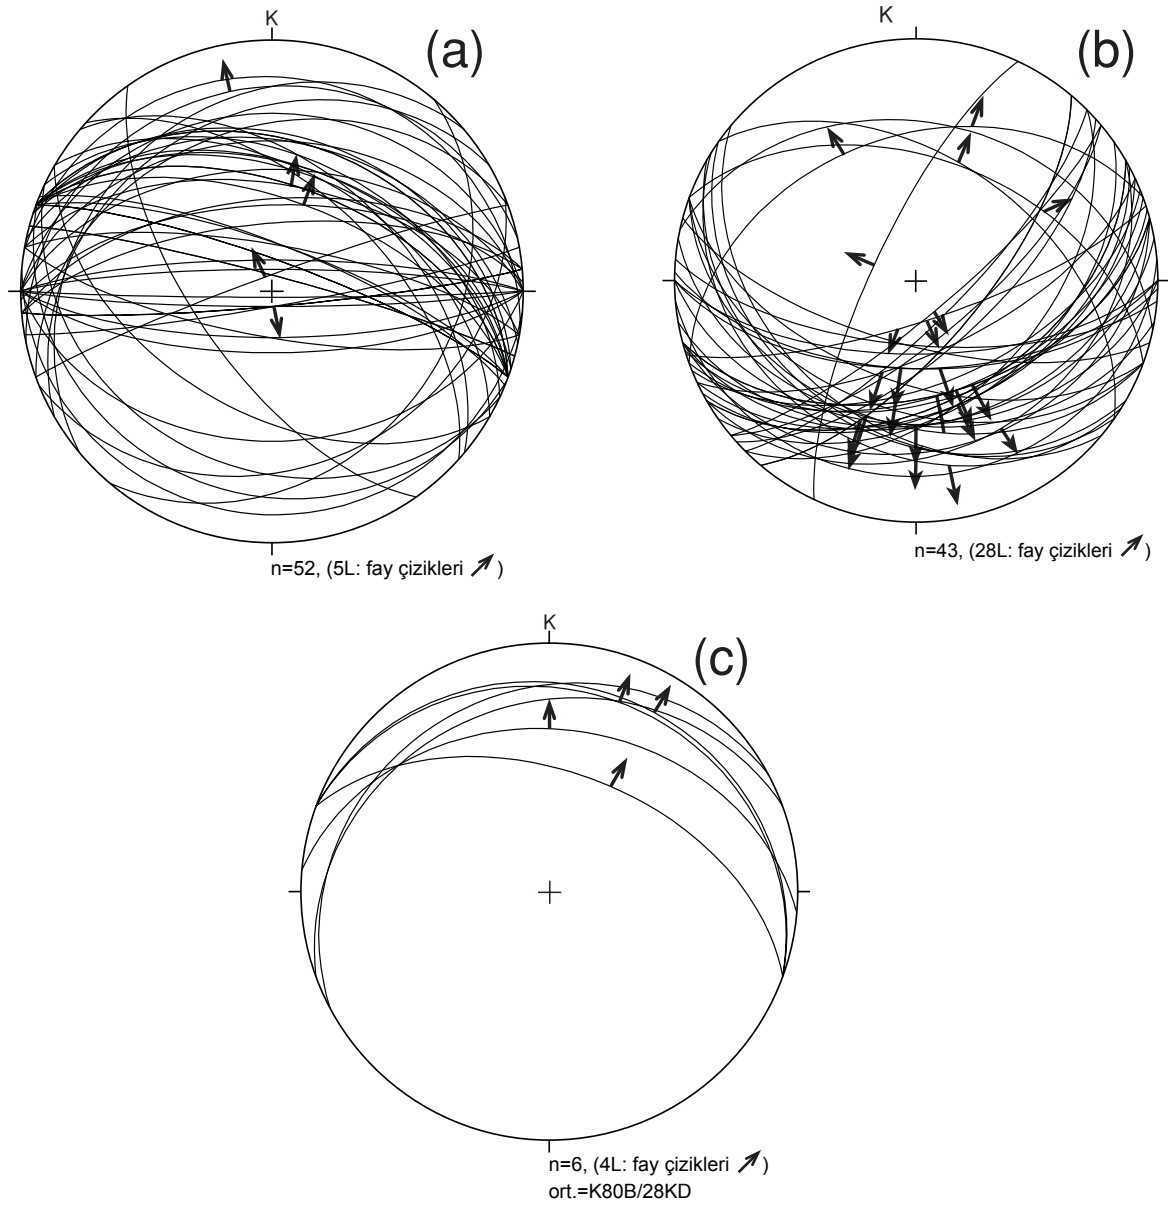 K
(a)
n=52, (5L: fay çizikleri )
K
(b)
n=43, (28L: fay çizikleri )
K
(c)
n=6, (4L: fay çizikleri )
ort.=K80B/28KD